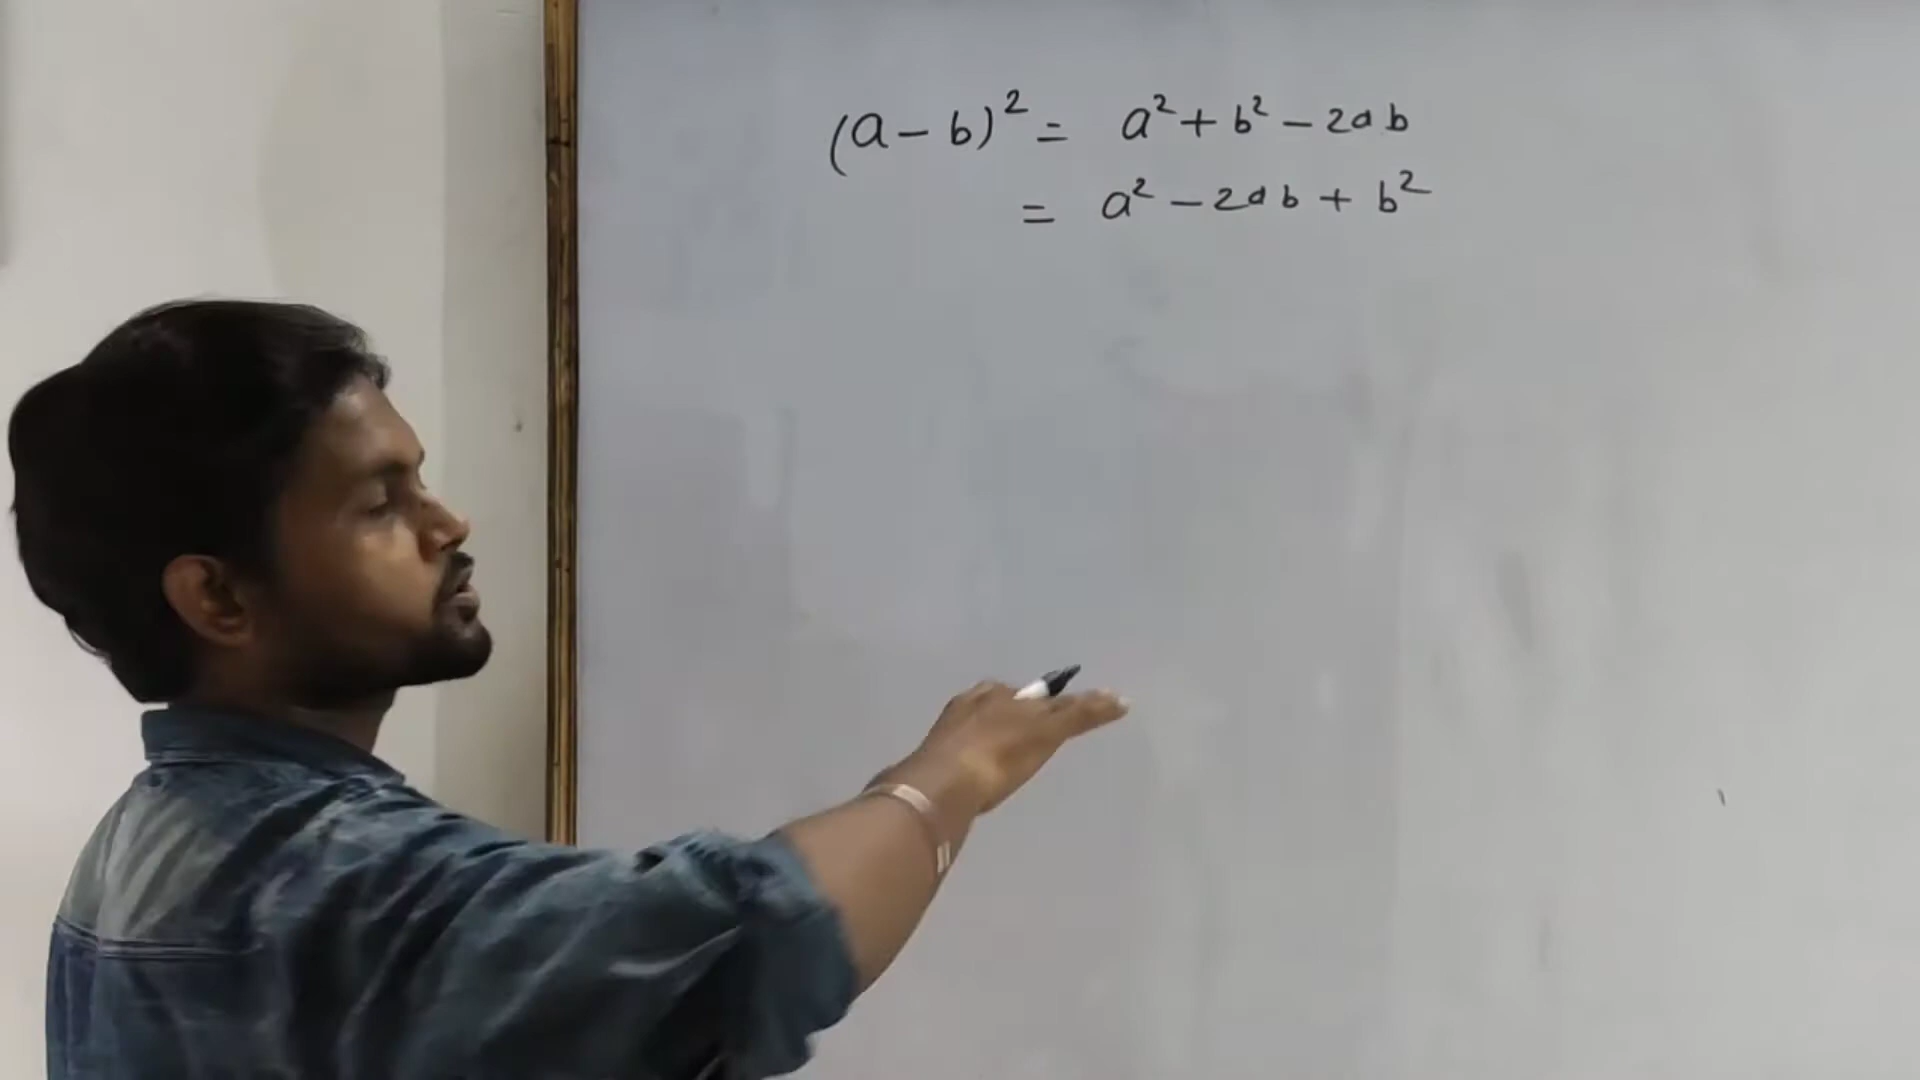 (a - b)² = a² + b² - 2ab
= a² - 2ab + b²